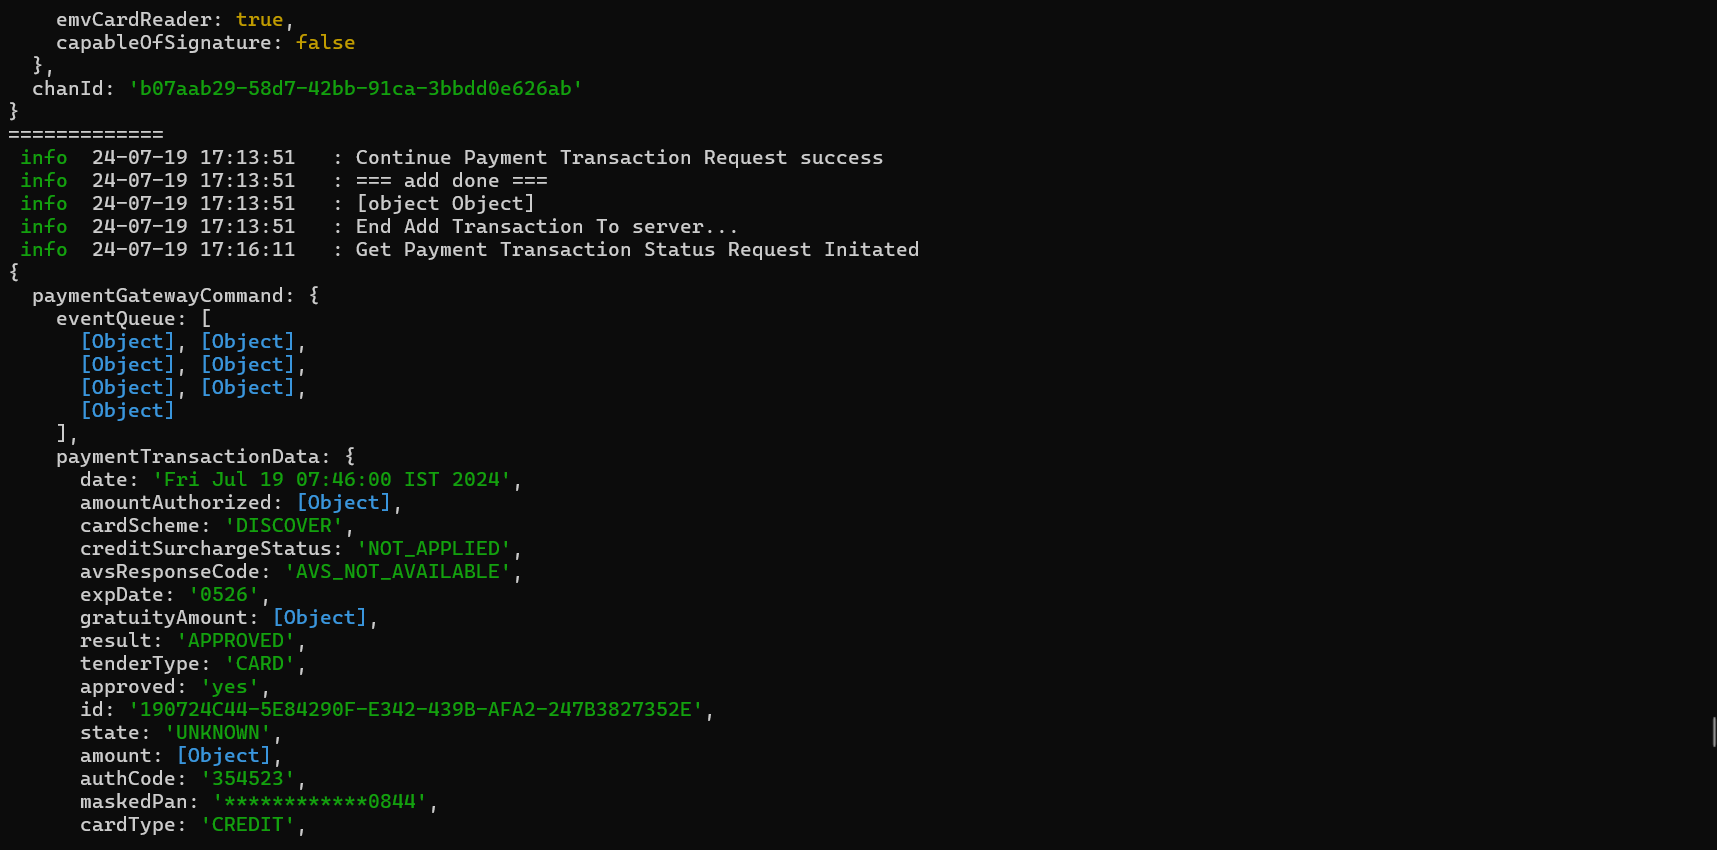 emvCardReader: true,
capableOfSignature: false
},
chanId: 'b07aab29-58d7-42bb-91ca-3bbdd0e626ab'
}
=============
info 24-07-19 17:13:51 : Continue Payment Transaction Request success
info 24-07-19 17:13:51 : === add done ===
info 24-07-19 17:13:51 : [object Object]
info 24-07-19 17:13:51 : End Add Transaction To server...
info 24-07-19 17:16:11 : Get Payment Transaction Status Request Initated
{
paymentGatewayCommand: {
eventQueue: [
[Object], [Object],
[Object], [Object],
[Object], [Object],
[Object]
],
paymentTransactionData: {
date: 'Fri Jul 19 07:46:00 IST 2024',
amountAuthorized: [Object],
cardScheme: 'DISCOVER',
creditSurchargeStatus: 'NOT_APPLIED',
avsResponseCode: 'AVS_NOT_AVAILABLE',
expDate: '0526',
gratuityAmount: [Object],
result: 'APPROVED',
tenderType: 'CARD',
approved: 'yes',
id: '190724C44-5E84290F-E342-439B-AFA2-247B3827352E',
state: 'UNKNOWN',
amount: [Object],
authCode: '354523',
maskedPan: '************0844',
cardType: 'CREDIT',